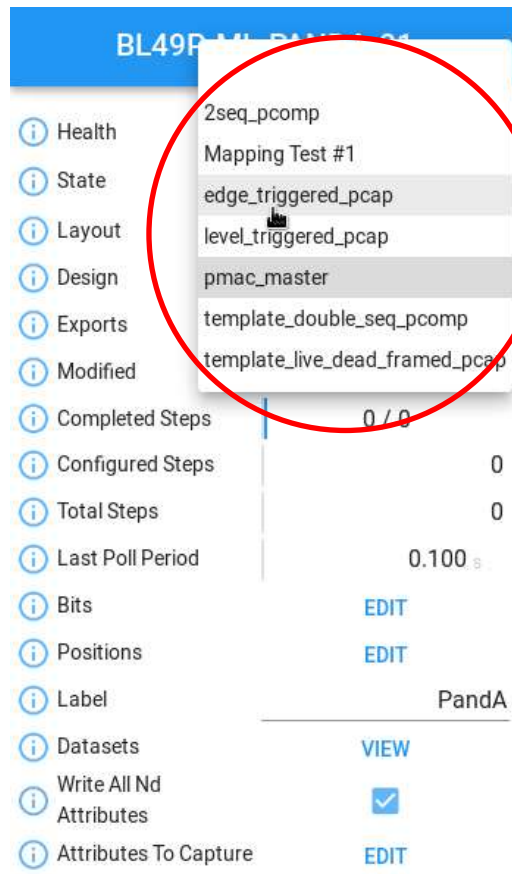 2seq_pcomp
Health
Mapping Test #1
State
edge_triggered_pcap
Layout
level_triggered_pcap
Design
pmac_master
Exports
template_double_seq_pcomp
Modified
template_live_dead_framed_pcap
Completed Steps 0 / 0
Configured Steps 0
Total Steps 0
Last Poll Period 0.100 s
Bits EDIT
Positions EDIT
Label PandA
Datasets VIEW
Write All Nd
Attributes
Attributes To Capture EDIT